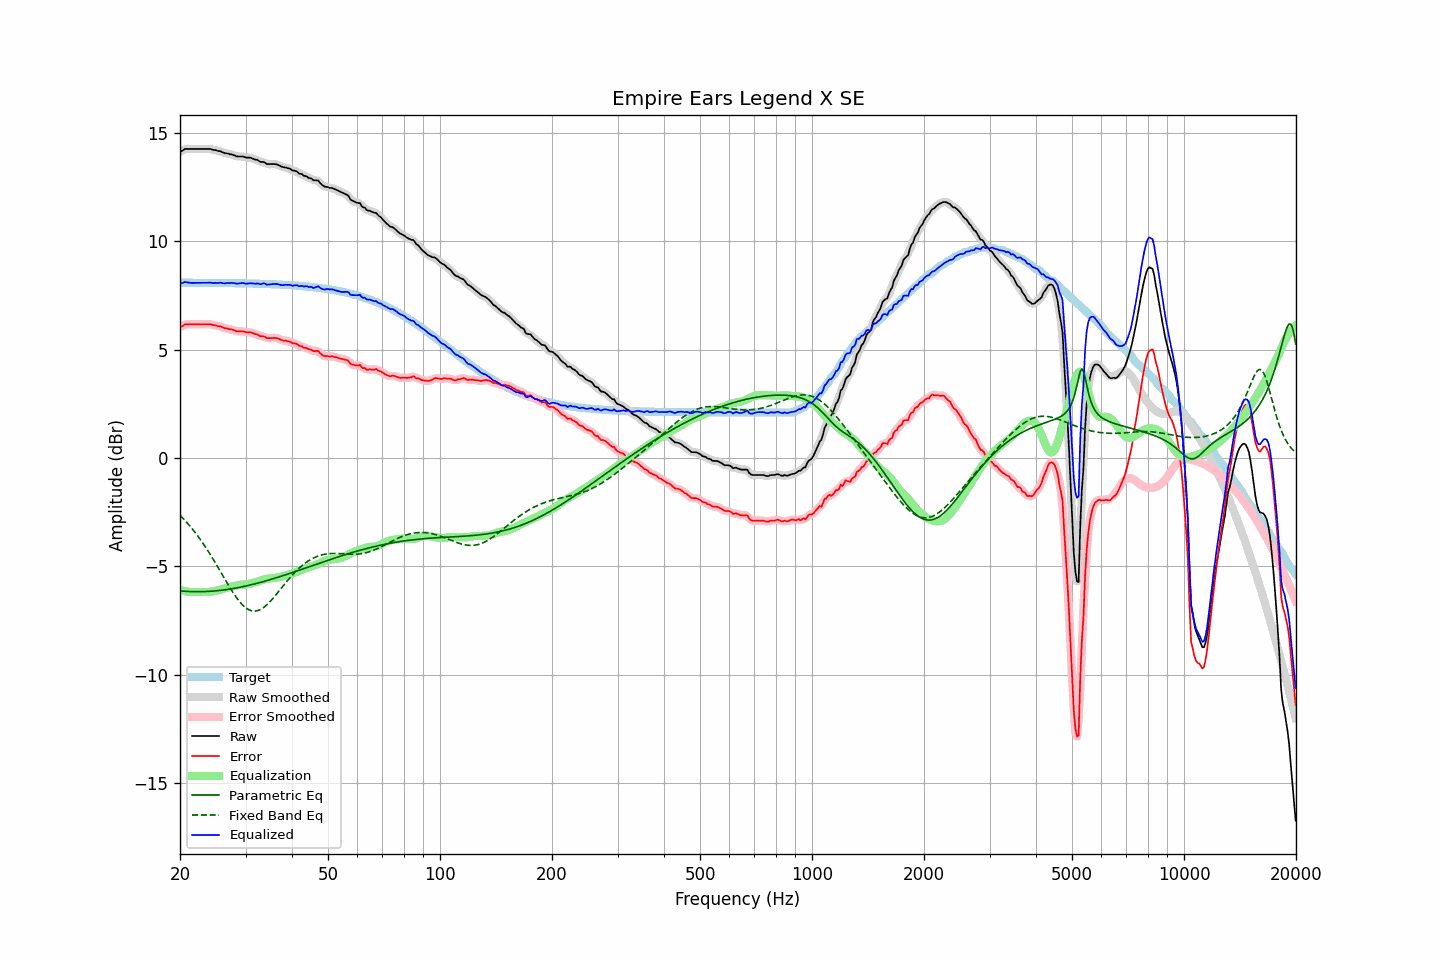 Empire Ears Legend X SE
Amplitude (dBr)
15
10
5
0
−5
−10
−15
Target
Raw Smoothed
Error Smoothed
Raw
Error
Equalization
Parametric Eq
Fixed Band Eq
Equalized
20
50
100
200
500
1000
2000
5000
10000
20000
Frequency (Hz)